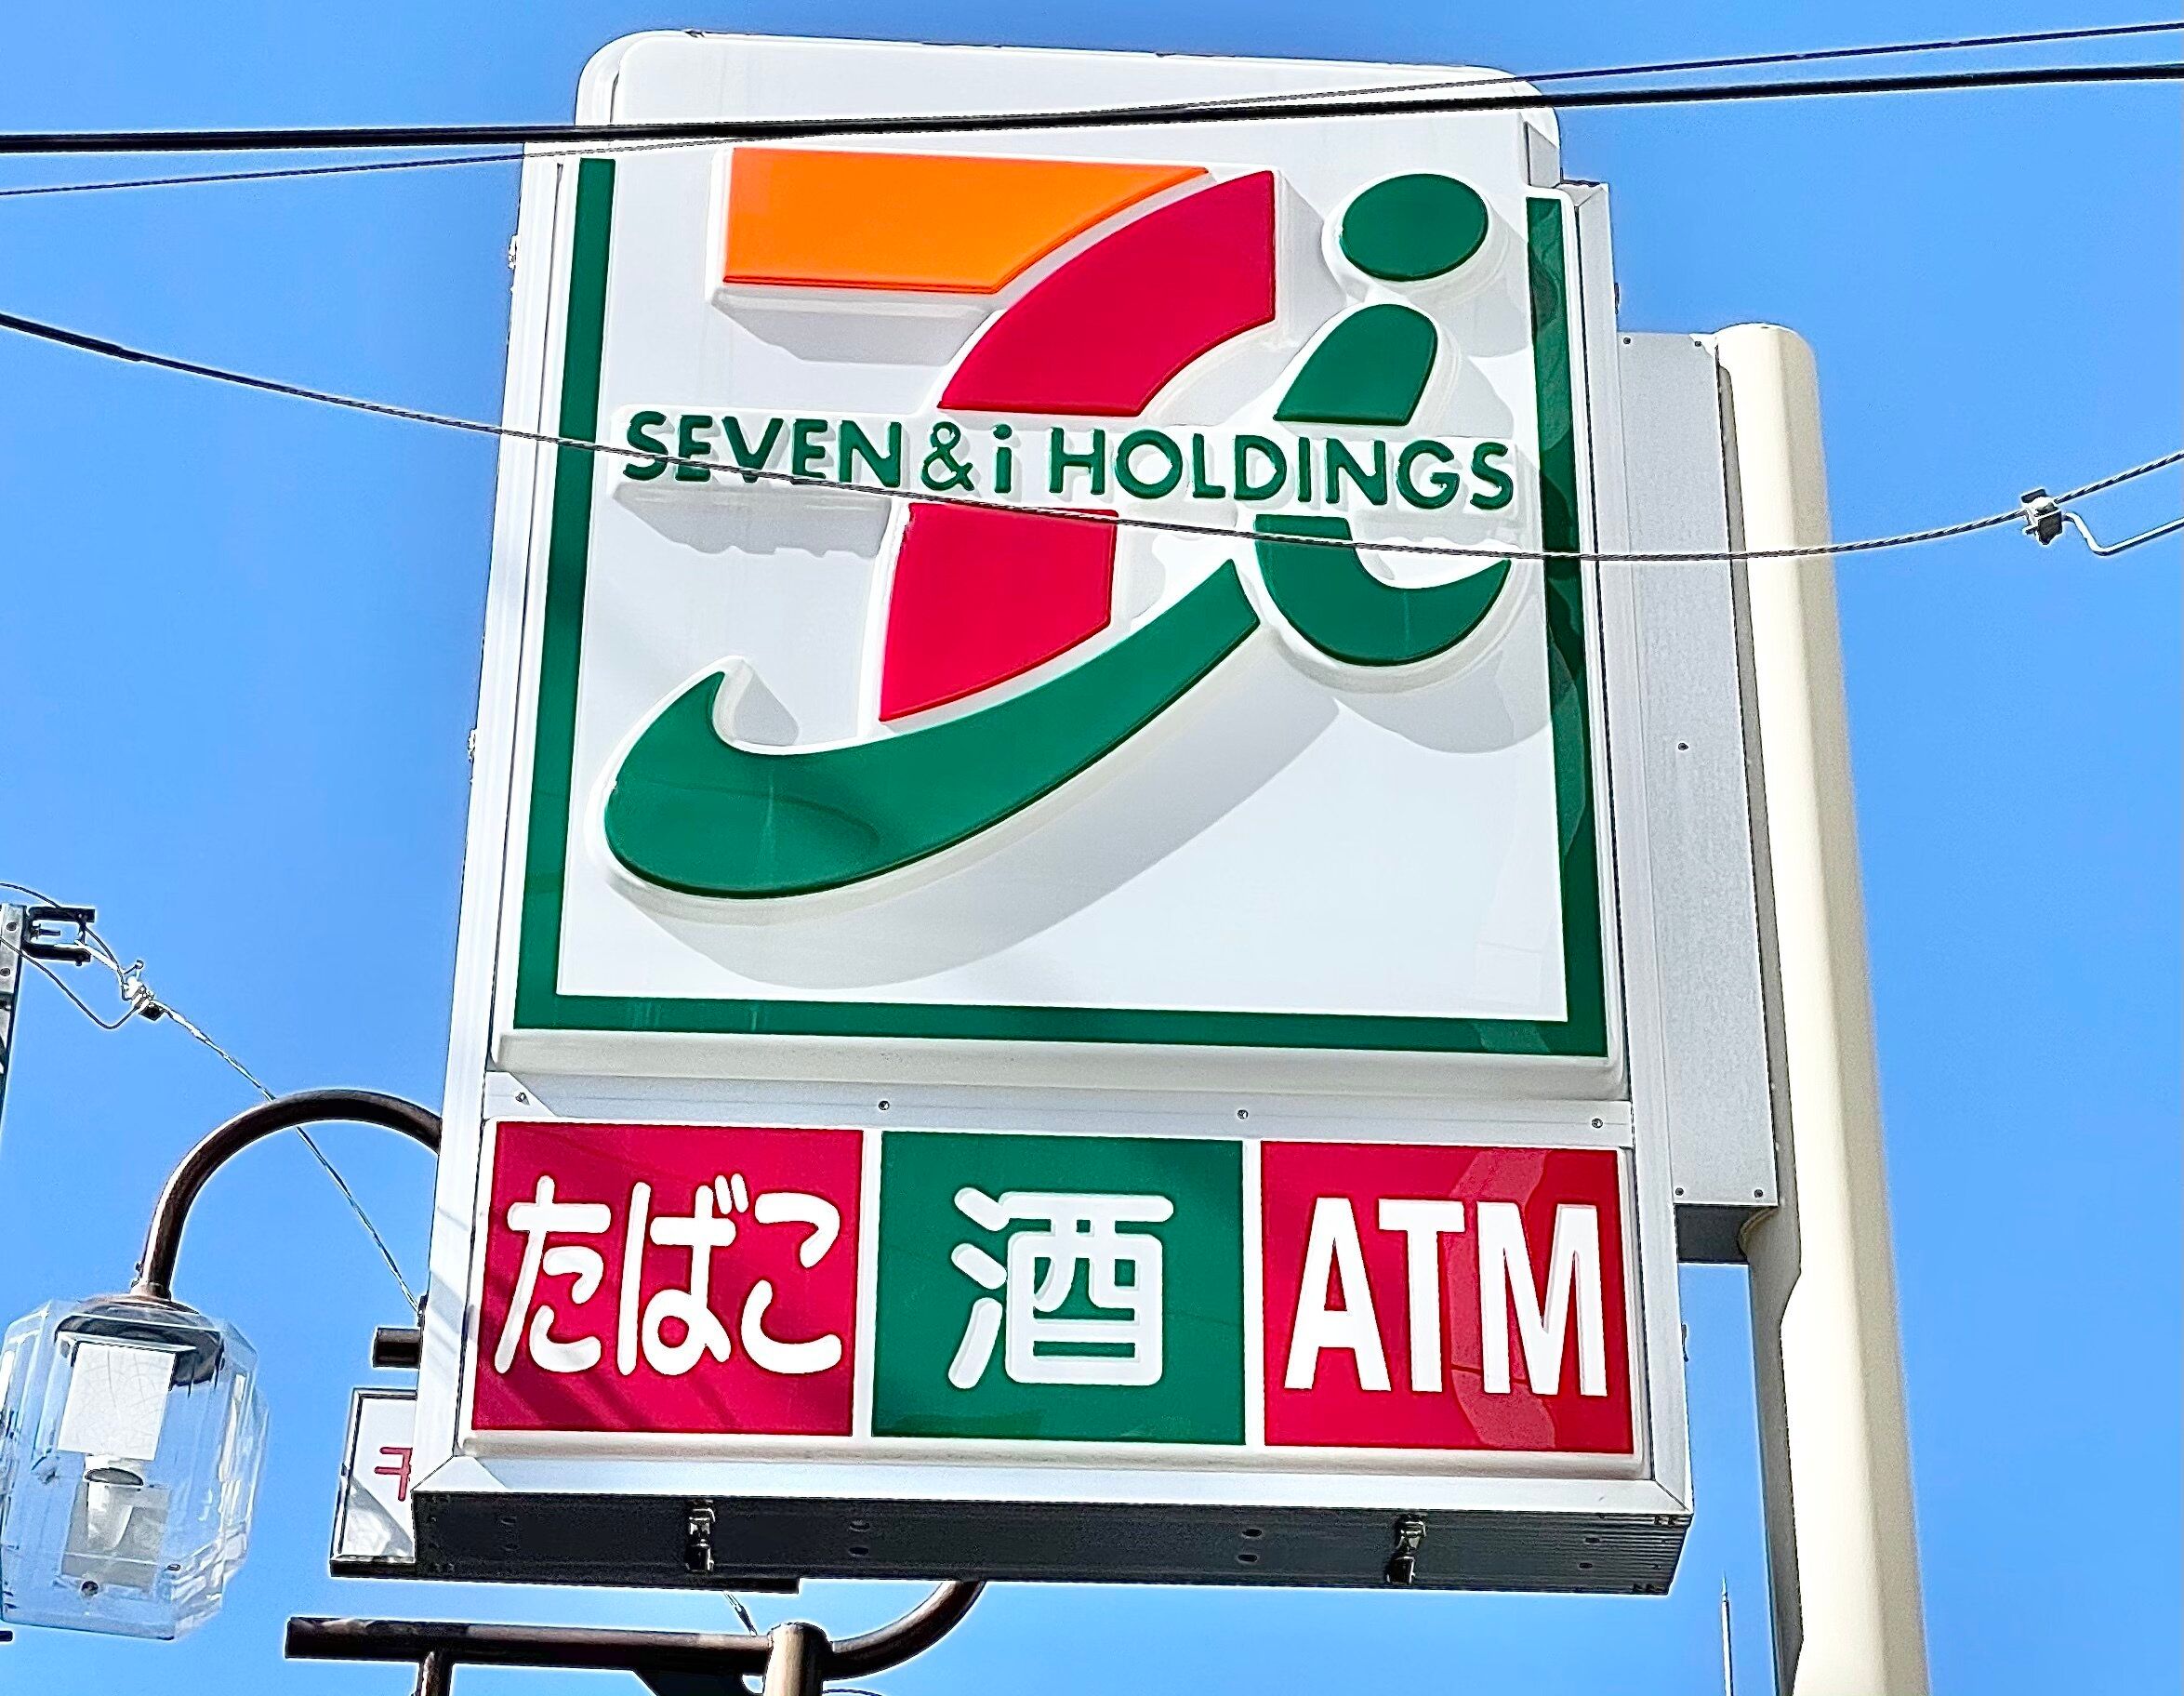 SEVEN&i HOLDINGS
たばこ 酒 ATM